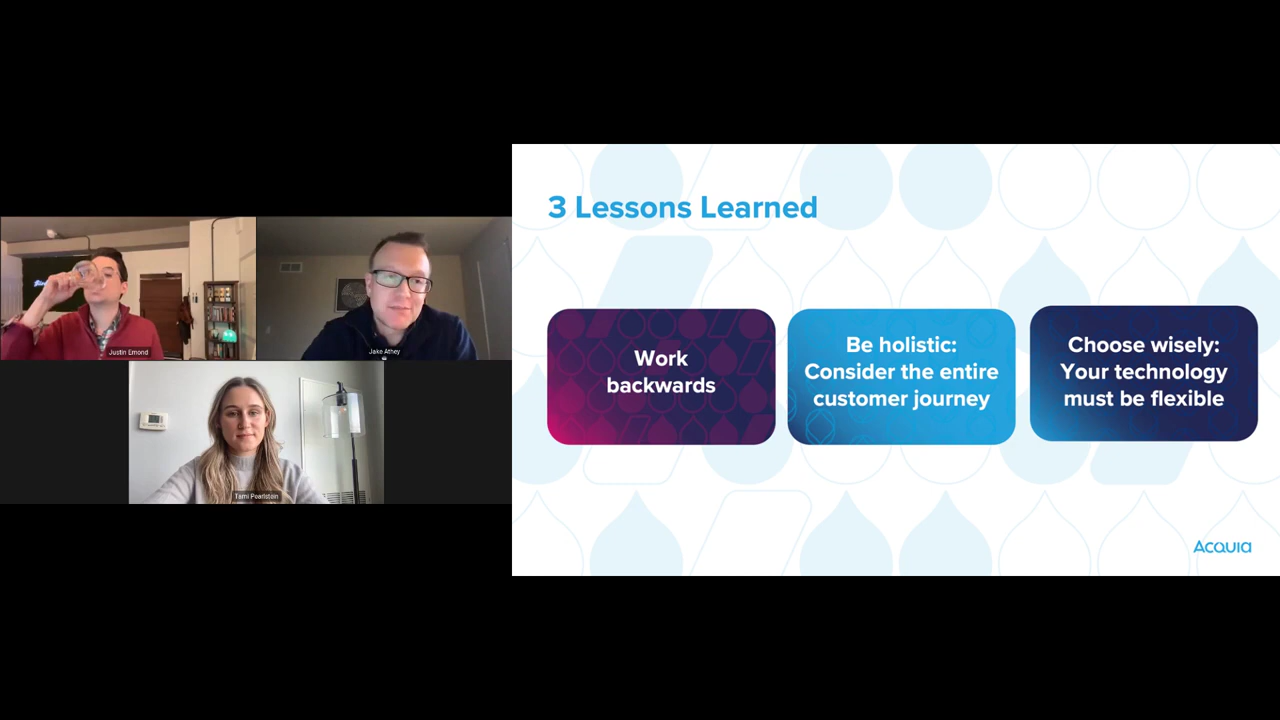 3 Lessons Learned
Work
backwards
Be holistic:
Consider the entire
customer journey
Choose wisely:
Your technology
must be flexible
Acquia
Justin Emond
Jake Athey
Tami Pearlstein